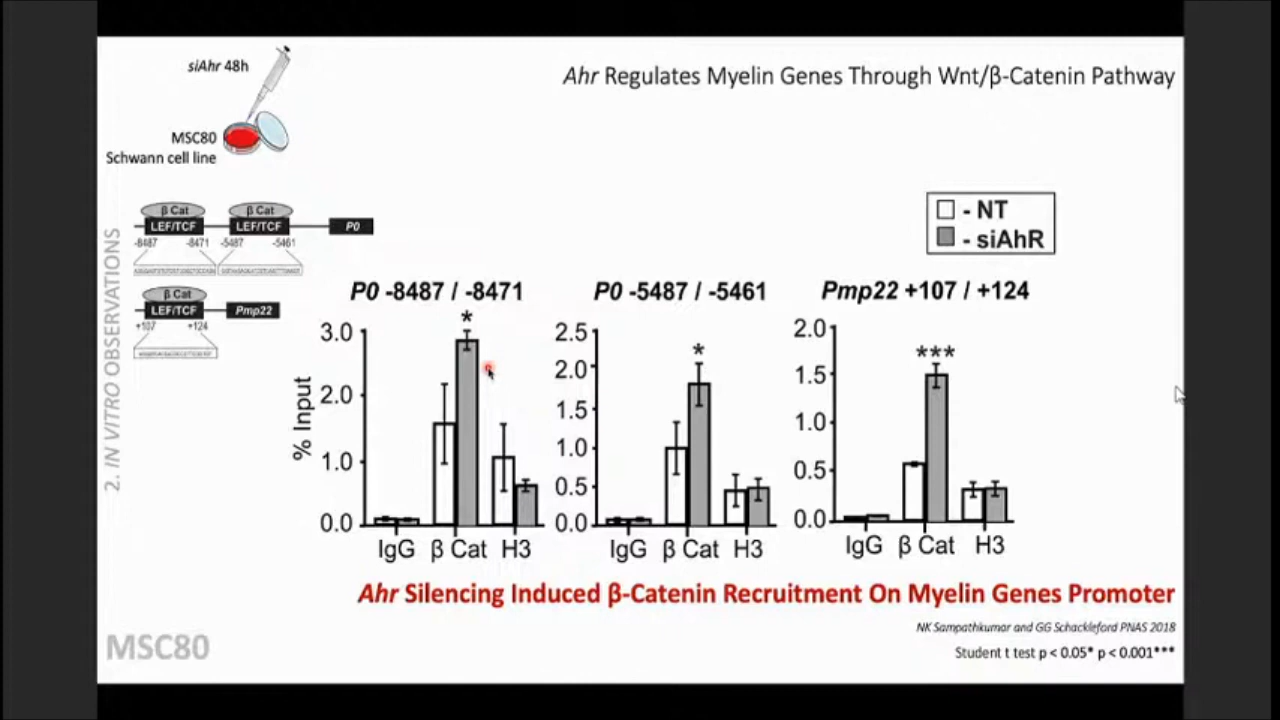 siAhr 48h
Ahr Regulates Myelin Genes Through Wnt/β-Catenin Pathway
MSC80
Schwann cell line
β Cat β Cat
LEF/TCF LEF/TCF P0
-8487 -8471 -5487 -5461
β Cat
LEF/TCF Pmp22
+107 +124
2. IN VITRO OBSERVATIONS
- NT
- siAhR
P0 -8487 / -8471
*
% Input
3.0
2.0
1.0
0.0
IgG β Cat H3
P0 -5487 / -5461
*
2.5
2.0
1.5
1.0
0.5
0.0
IgG β Cat H3
Pmp22 +107 / +124
***
2.0
1.5
1.0
0.5
0.0
IgG β Cat H3
Ahr Silencing Induced β-Catenin Recruitment On Myelin Genes Promoter
NK Sampathkumar and GG Schackleford PNAS 2018
Student t test p < 0.05* p < 0.001***
MSC80